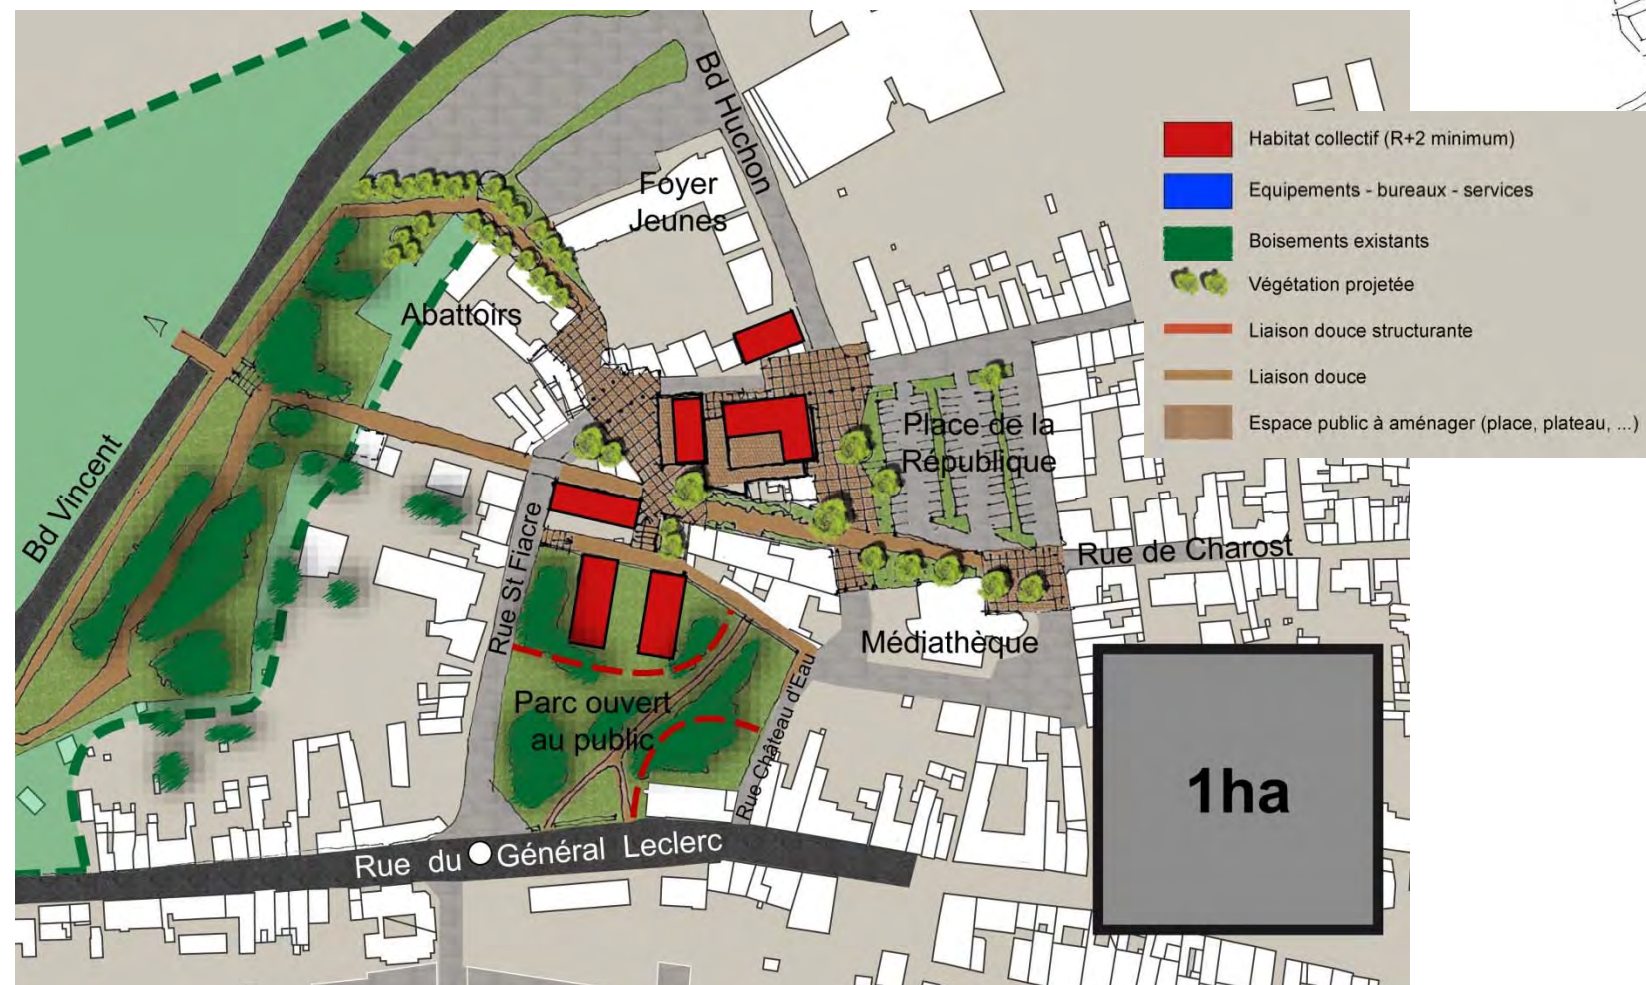 Bd Huchon
Foyer
Jeunes
Abattoirs
Place de la
République
Bd Vincent
Rue St Fiacre
Rue de Charost
Médiathèque
Parc ouvert
au public
Rue Château d'Eau
Rue du Général Leclerc
1ha
Habitat collectif (R+2 minimum)
Equipements - bureaux - services
Boisements existants
Végétation projetée
Liaison douce structurante
Liaison douce
Espace public à aménager (place, plateau, ...)